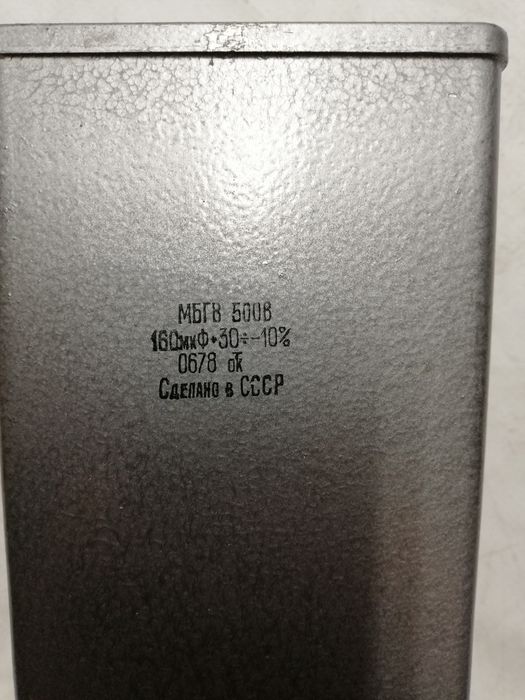 МБГВ 500В
160мкФ+30÷-10%
0678 ОТК
Сделано в СССР